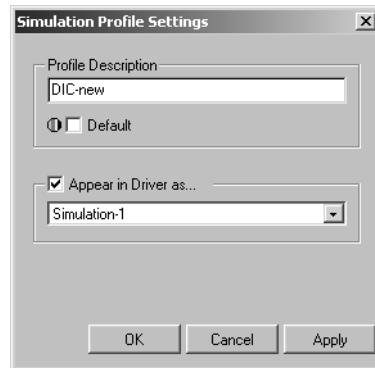 Simulation Profile Settings
Profile Description
DIC-new
Default
Appear in Driver as...
Simulation-1
OK Cancel Apply